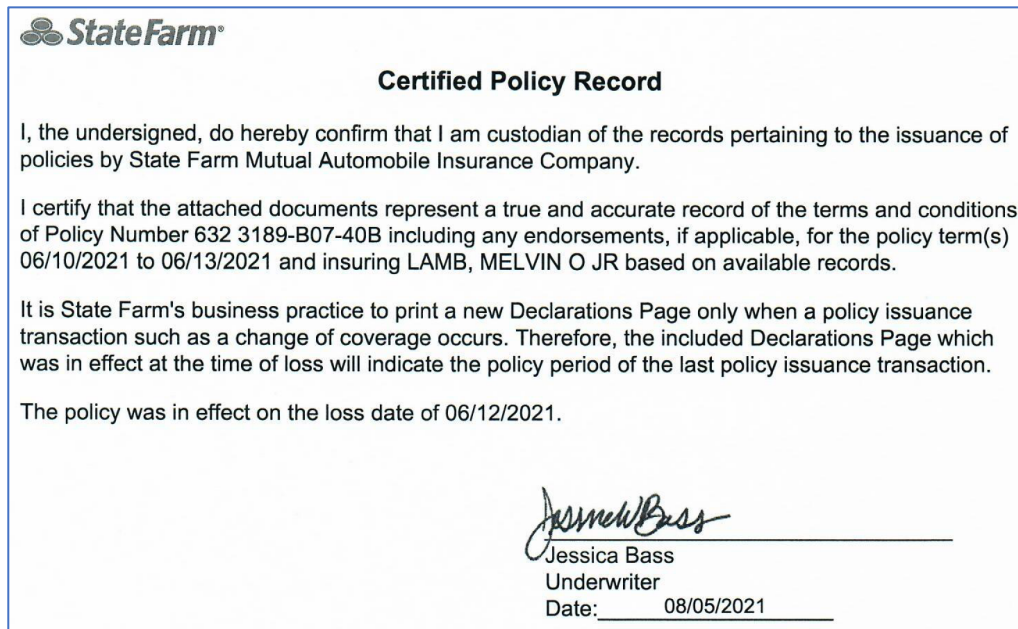 StateFarm®
Certified Policy Record
I, the undersigned, do hereby confirm that I am custodian of the records pertaining to the issuance of
policies by State Farm Mutual Automobile Insurance Company.
I certify that the attached documents represent a true and accurate record of the terms and conditions
of Policy Number 632 3189-B07-40B including any endorsements, if applicable, for the policy term(s)
06/10/2021 to 06/13/2021 and insuring LAMB, MELVIN O JR based on available records.
It is State Farm's business practice to print a new Declarations Page only when a policy issuance
transaction such as a change of coverage occurs. Therefore, the included Declarations Page which
was in effect at the time of loss will indicate the policy period of the last policy issuance transaction.
The policy was in effect on the loss date of 06/12/2021.
Bass
Jessica Bass
Underwriter
Date: 08/05/2021